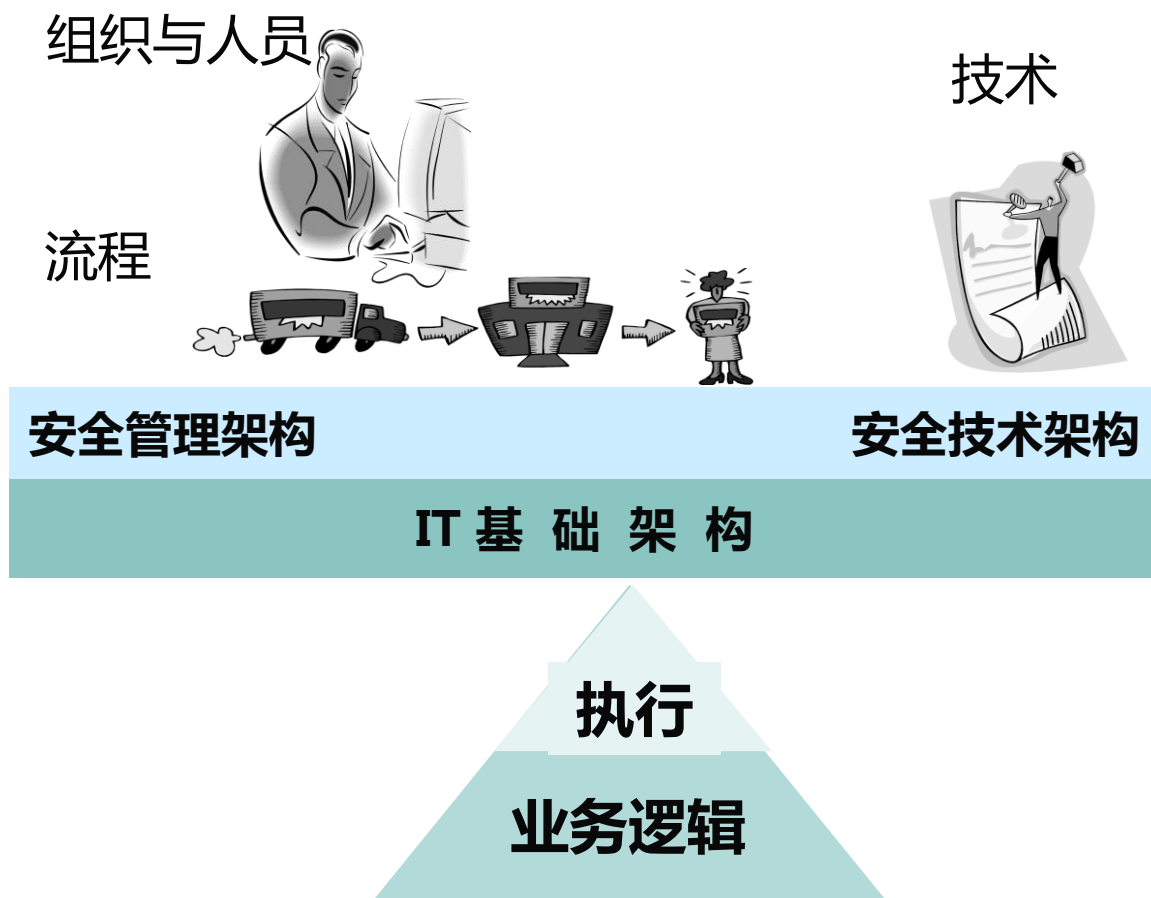 组织与人员
技术
流程
安全管理架构
安全技术架构
IT 基 础 架 构
执行
业务逻辑